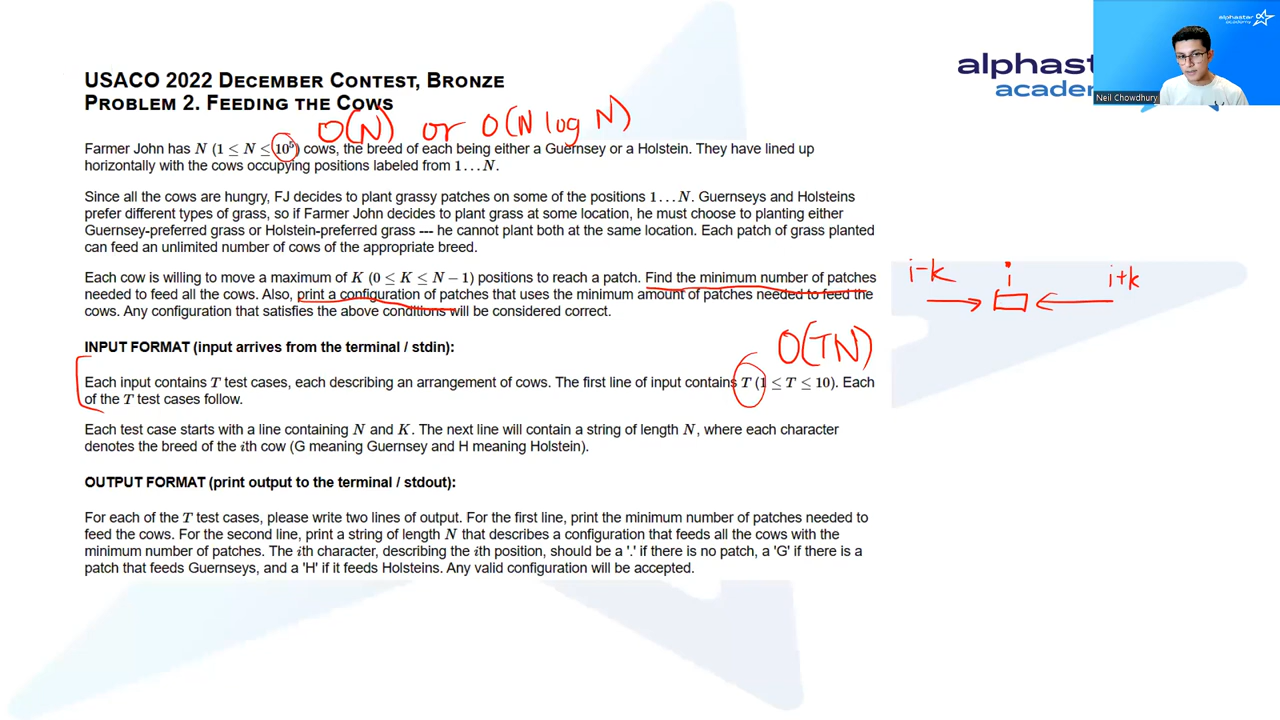 alphastar
academy
alphast
acade
Neil Chowdhury
USACO 2022 December Contest, Bronze
Problem 2. Feeding the Cows
O(N) or O(N log N)
Farmer John has N (1 ≤ N ≤ 10^5) cows, the breed of each being either a Guernsey or a Holstein. They have lined up
horizontally with the cows occupying positions labeled from 1…N.
Since all the cows are hungry, FJ decides to plant grassy patches on some of the positions 1…N. Guernseys and Holsteins
prefer different types of grass, so if Farmer John decides to plant grass at some location, he must choose to planting either
Guernsey-preferred grass or Holstein-preferred grass --- he cannot plant both at the same location. Each patch of grass planted
can feed an unlimited number of cows of the appropriate breed.
Each cow is willing to move a maximum of K (0 ≤ K ≤ N − 1) positions to reach a patch. Find the minimum number of patches
needed to feed all the cows. Also, print a configuration of patches that uses the minimum amount of patches needed to feed the
cows. Any configuration that satisfies the above conditions will be considered correct.
i-k i i+k
INPUT FORMAT (input arrives from the terminal / stdin):
O(TN)
Each input contains T test cases, each describing an arrangement of cows. The first line of input contains T (1 ≤ T ≤ 10). Each
of the T test cases follow.
Each test case starts with a line containing N and K. The next line will contain a string of length N, where each character
denotes the breed of the ith cow (G meaning Guernsey and H meaning Holstein).
OUTPUT FORMAT (print output to the terminal / stdout):
For each of the T test cases, please write two lines of output. For the first line, print the minimum number of patches needed to
feed the cows. For the second line, print a string of length N that describes a configuration that feeds all the cows with the
minimum number of patches. The ith character, describing the ith position, should be a '.' if there is no patch, a 'G' if there is a
patch that feeds Guernseys, and a 'H' if it feeds Holsteins. Any valid configuration will be accepted.